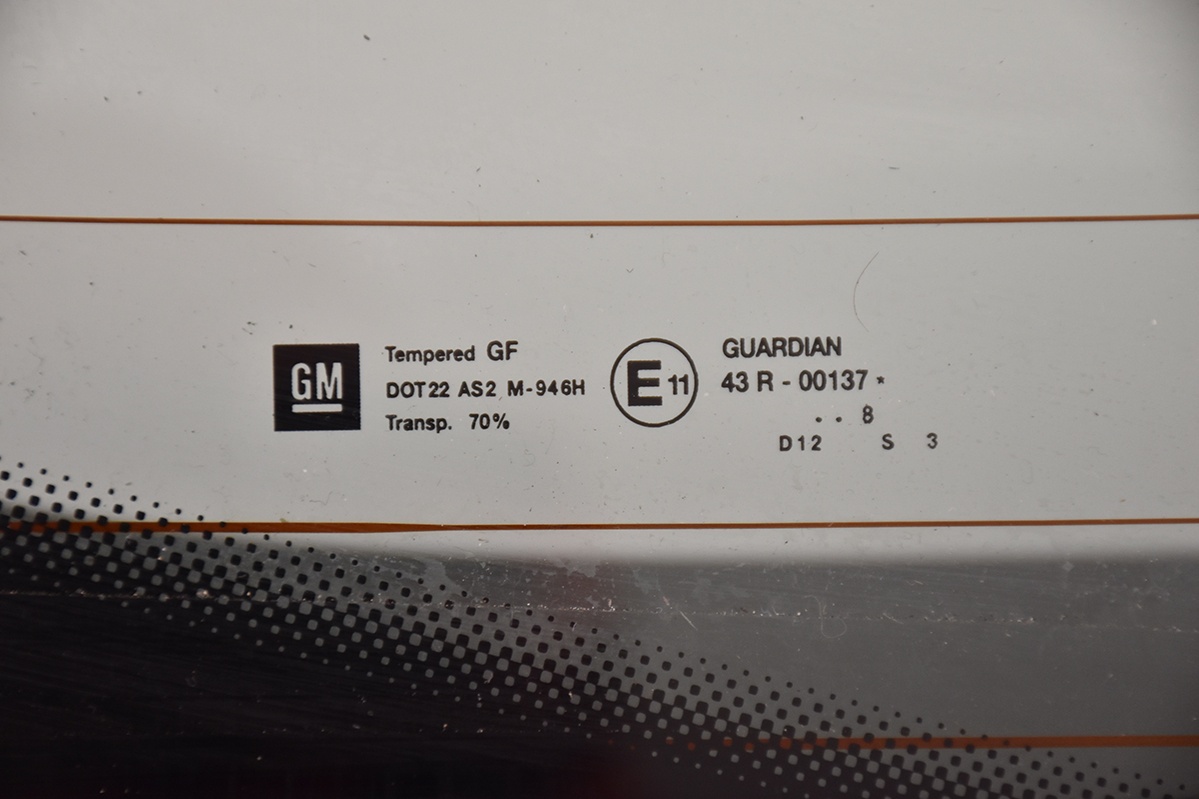 GM
Tempered GF
DOT22 AS2 M-946H
Transp. 70%
E 11
GUARDIAN
43 R - 00137 *
. . 8
D12 S 3